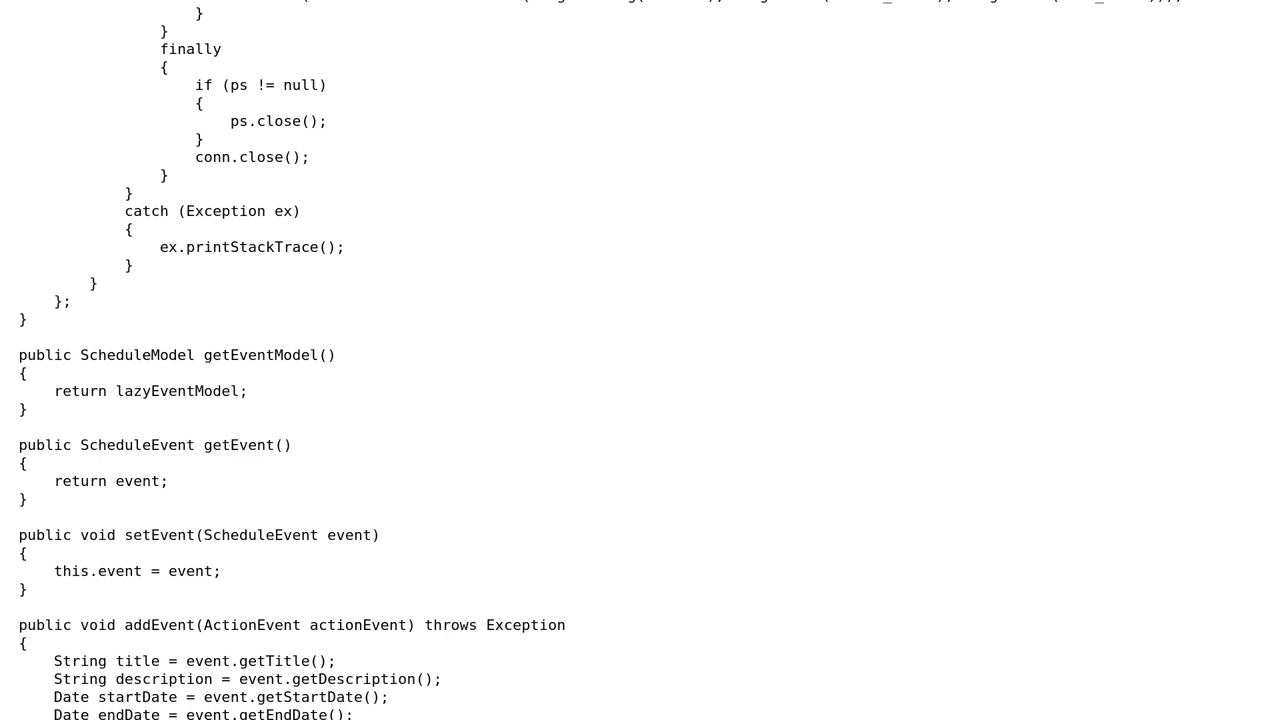 }
}
finally
{
if (ps != null)
{
ps.close();
}
conn.close();
}
}
catch (Exception ex)
{
ex.printStackTrace();
}
}
};
}
public ScheduleModel getEventModel()
{
return lazyEventModel;
}
public ScheduleEvent getEvent()
{
return event;
}
public void setEvent(ScheduleEvent event)
{
this.event = event;
}
public void addEvent(ActionEvent actionEvent) throws Exception
{
String title = event.getTitle();
String description = event.getDescription();
Date startDate = event.getStartDate();
Date endDate = event.getEndDate();